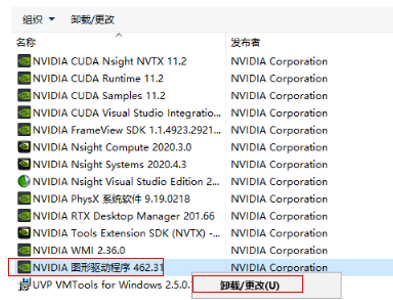 组织 卸载/更改
名称 发布者
NVIDIA CUDA Nsight NVTX 11.2 NVIDIA Corporation
NVIDIA CUDA Runtime 11.2 NVIDIA Corporation
NVIDIA CUDA Samples 11.2 NVIDIA Corporation
NVIDIA CUDA Visual Studio Integratio... NVIDIA Corporation
NVIDIA FrameView SDK 1.1.4923.2921... NVIDIA Corporation
NVIDIA Nsight Compute 2020.3.0 NVIDIA Corporation
NVIDIA Nsight Systems 2020.4.3 NVIDIA Corporation
NVIDIA Nsight Visual Studio Edition 2... NVIDIA Corporation
NVIDIA PhysX 系统软件 9.19.0218 NVIDIA Corporation
NVIDIA RTX Desktop Manager 201.66 NVIDIA Corporation
NVIDIA Tools Extension SDK (NVTX) -... NVIDIA Corporation
NVIDIA WMI 2.36.0 NVIDIA Corporation
NVIDIA 图形驱动程序 462.31 NVIDIA Corporation
UVP VMTools for Windows 2.5.0. 卸载/更改(U)